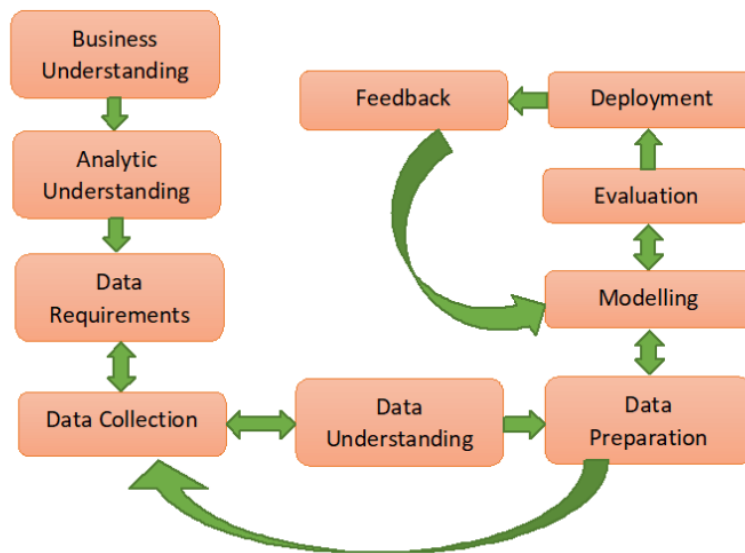 Business
Understanding
Analytic
Understanding
Data
Requirements
Data Collection
Data
Understanding
Data
Preparation
Modelling
Evaluation
Deployment
Feedback